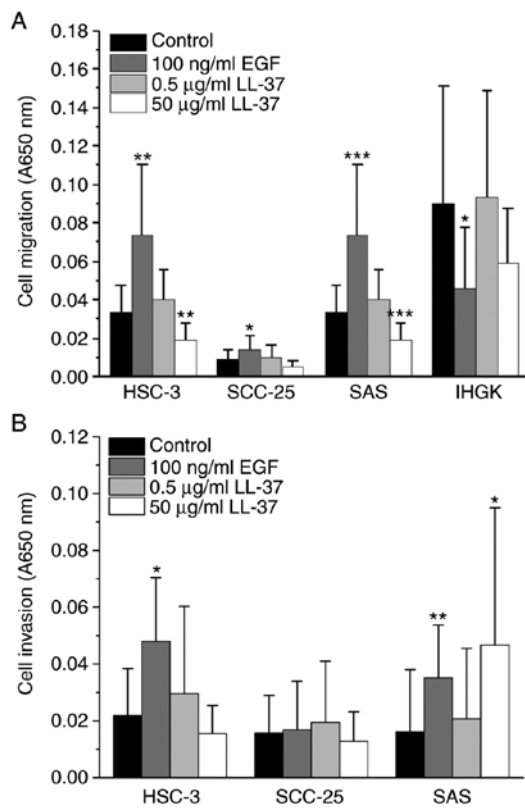 A
Control
100 ng/ml EGF
0.5 μg/ml LL-37
50 μg/ml LL-37
Cell migration (A650 nm)
0.18
0.16
0.14
0.12
0.10
0.08
0.06
0.04
0.02
0.00
**
**
*
***
***
*
HSC-3 SCC-25 SAS IHGK
B
Control
100 ng/ml EGF
0.5 μg/ml LL-37
50 μg/ml LL-37
Cell invasion (A650 nm)
0.12
0.10
0.08
0.06
0.04
0.02
0.00
*
**
*
HSC-3 SCC-25 SAS